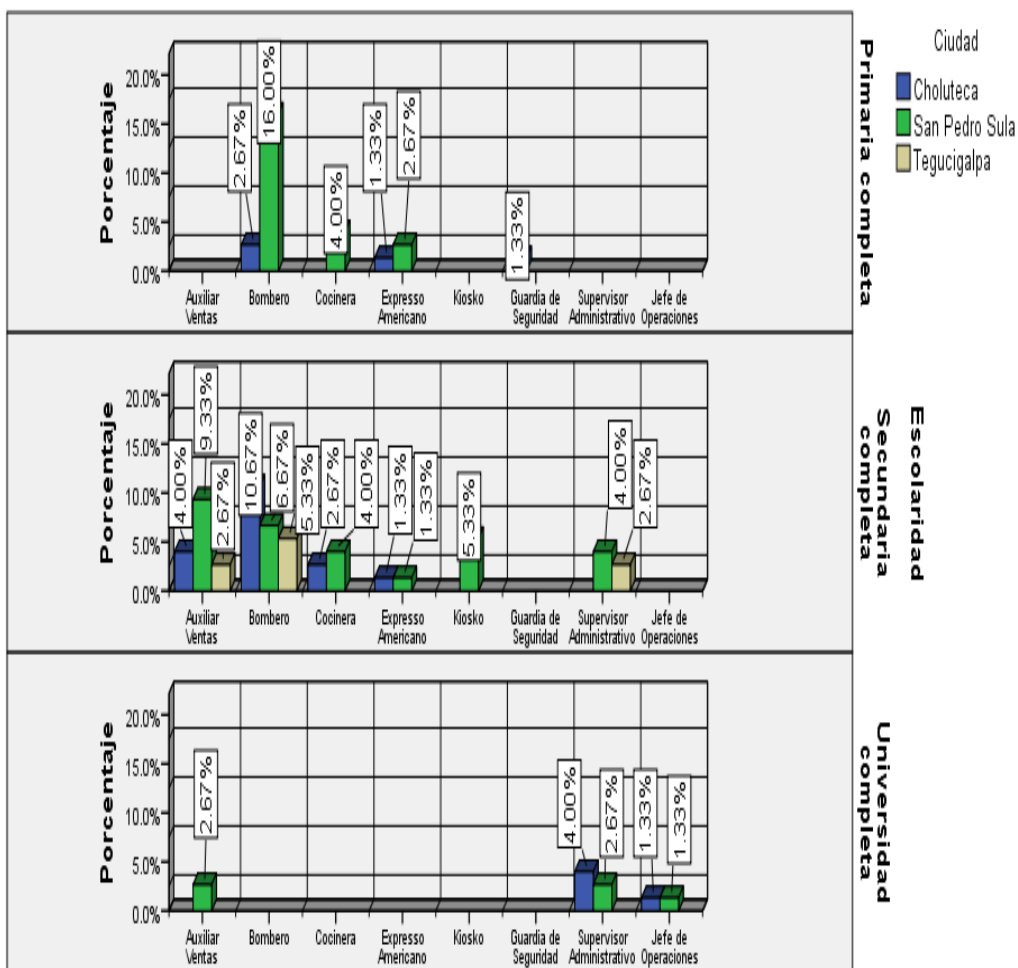 Ciudad
Choluteca
San Pedro Sula
Tegucigalpa
Escolaridad
Primaria completa
Porcentaje
20.0%
15.0%
10.0%
5.0%
0.0%
2.67%
16.00%
4.00%
1.33%
2.67%
1.33%
Auxiliar
Ventas
Bombero
Cocinera
Expresso
Americano
Kiosko
Guardia de
Seguridad
Supervisor
Administrativo
Jefe de
Operaciones
Secundaria
completa
Porcentaje
20.0%
15.0%
10.0%
5.0%
0.0%
4.00%
9.33%
2.67%
10.67%
6.67%
5.33%
2.67%
4.00%
1.33%
1.33%
5.33%
4.00%
2.67%
Auxiliar
Ventas
Bombero
Cocinera
Expresso
Americano
Kiosko
Guardia de
Seguridad
Supervisor
Administrativo
Jefe de
Operaciones
Universidad
completa
Porcentaje
20.0%
15.0%
10.0%
5.0%
0.0%
2.67%
4.00%
2.67%
1.33%
1.33%
Auxiliar
Ventas
Bombero
Cocinera
Expresso
Americano
Kiosko
Guardia de
Seguridad
Supervisor
Administrativo
Jefe de
Operaciones